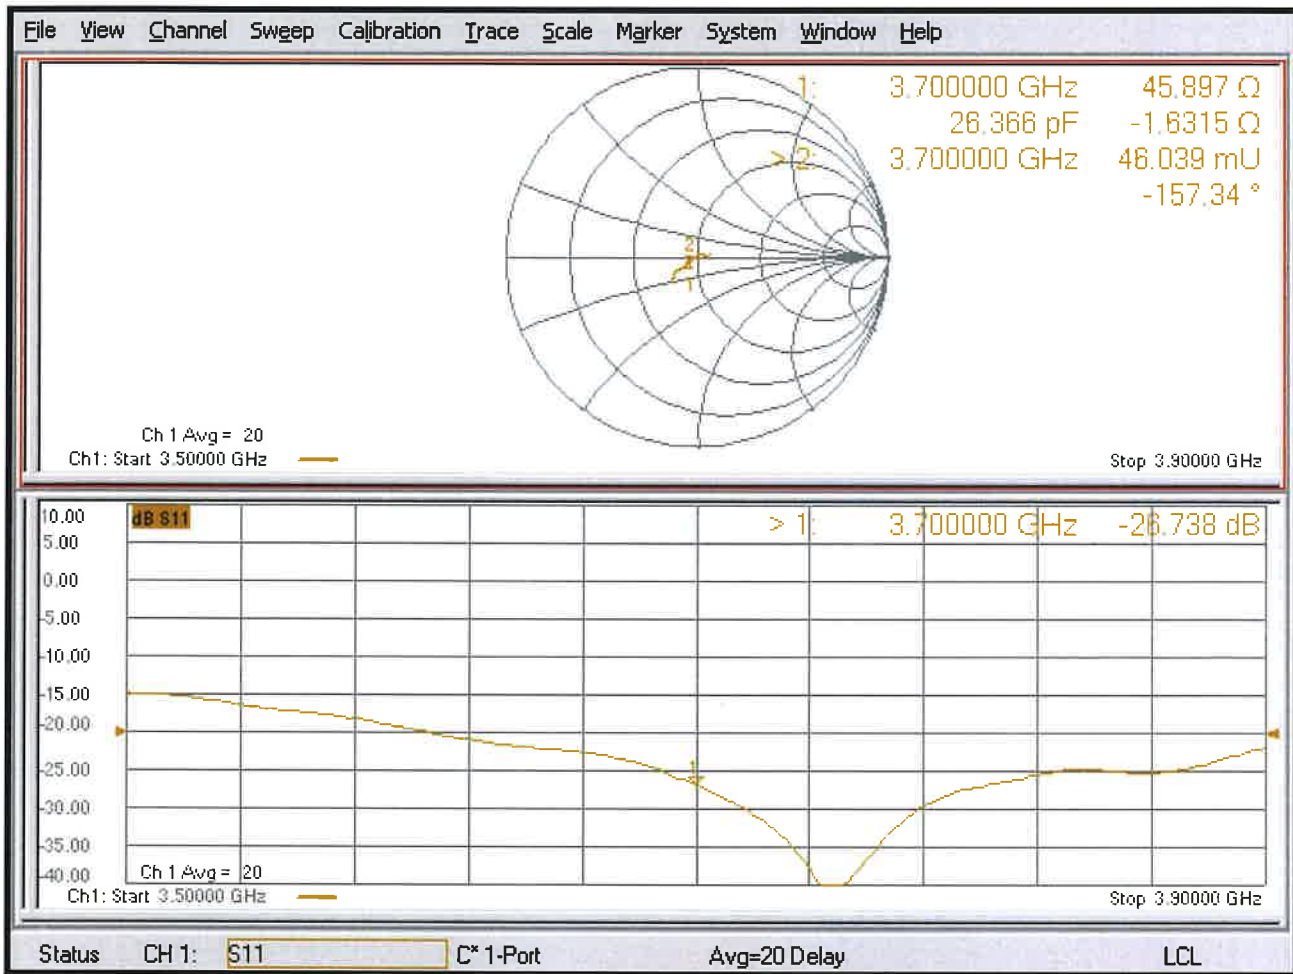 File View Channel Sweep Calibration Trace Scale Marker System Window Help
1: 3.700000 GHz 45.897 Ω
26.366 pF -1.6315 Ω
> 2: 3.700000 GHz 46.039 mU
-157.34 °
2
1
Ch 1 Avg = 20
Ch1: Start 3.50000 GHz
Stop 3.90000 GHz
10.00
dB S11
> 1: 3.700000 GHz -26.738 dB
5.00
0.00
-5.00
-10.00
-15.00
-20.00
-25.00
1
-30.00
-35.00
-40.00
Ch 1 Avg = 20
Ch1: Start 3.50000 GHz
Stop 3.90000 GHz
Status CH 1: S11 C* 1-Port Avg=20 Delay LCL